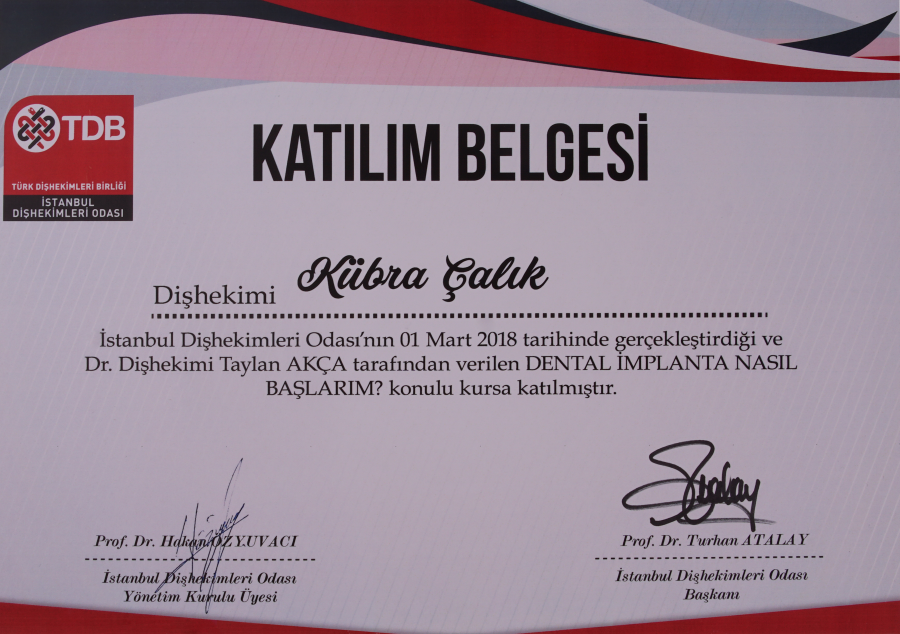 TDB
TÜRK DİŞHEKİMLERİ BİRLİĞİ
İSTANBUL
DİŞHEKİMLERİ ODASI
KATILIM BELGESİ
Dişhekimi Kübra Çalık
İstanbul Dişhekimleri Odası'nın 01 Mart 2018 tarihinde gerçekleştirdiği ve
Dr. Dişhekimi Taylan AKÇA tarafından verilen DENTAL İMPLANTA NASIL
BAŞLARIM? konulu kursa katılmıştır.
Prof. Dr. Hakan ÖZYUVACI
İstanbul Dişhekimleri Odası
Yönetim Kurulu Üyesi
Prof. Dr. Turhan ATALAY
İstanbul Dişhekimleri Odası
Başkanı